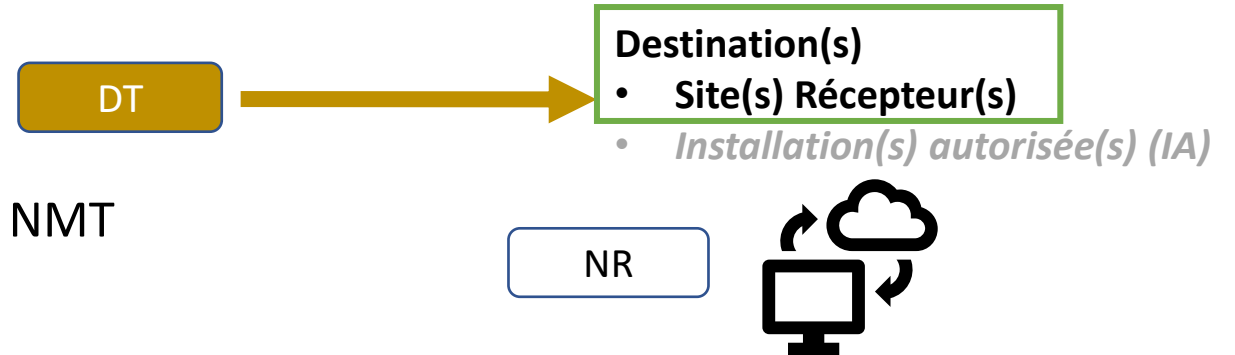 Destination(s)
DT
• Site(s) Récepteur(s)
• Installation(s) autorisée(s) (IA)
NMT
NR